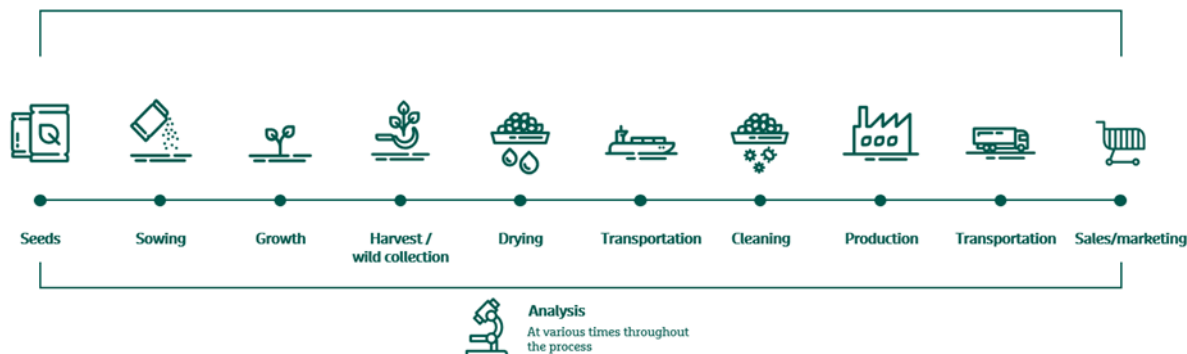 Seeds
Sowing
Growth
Harvest /
wild collection
Drying
Transportation
Cleaning
Production
Transportation
Sales/marketing
Analysis
At various times throughout
the process